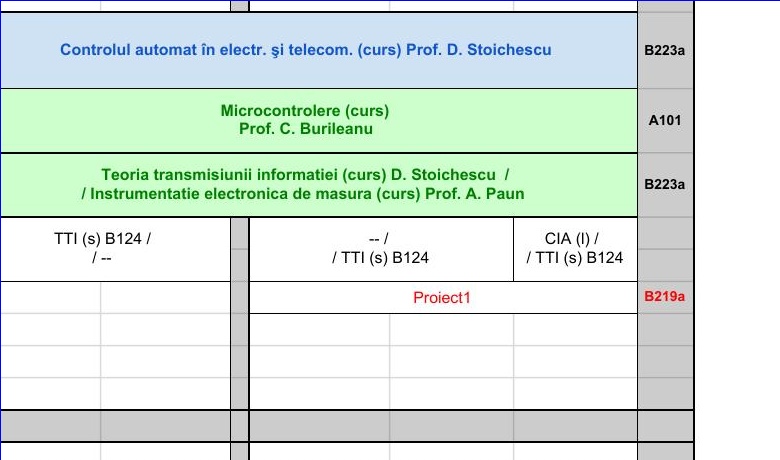 Controlul automat în electr. şi telecom. (curs) Prof. D. Stoichescu
B223a
Microcontrolere (curs)
Prof. C. Burileanu
A101
Teoria transmisiunii informatiei (curs) D. Stoichescu /
/ Instrumentatie electronica de masura (curs) Prof. A. Paun
B223a
TTI (s) B124 /
/ --
-- /
/ TTI (s) B124
CIA (l) /
/ TTI (s) B124
Proiect1
B219a